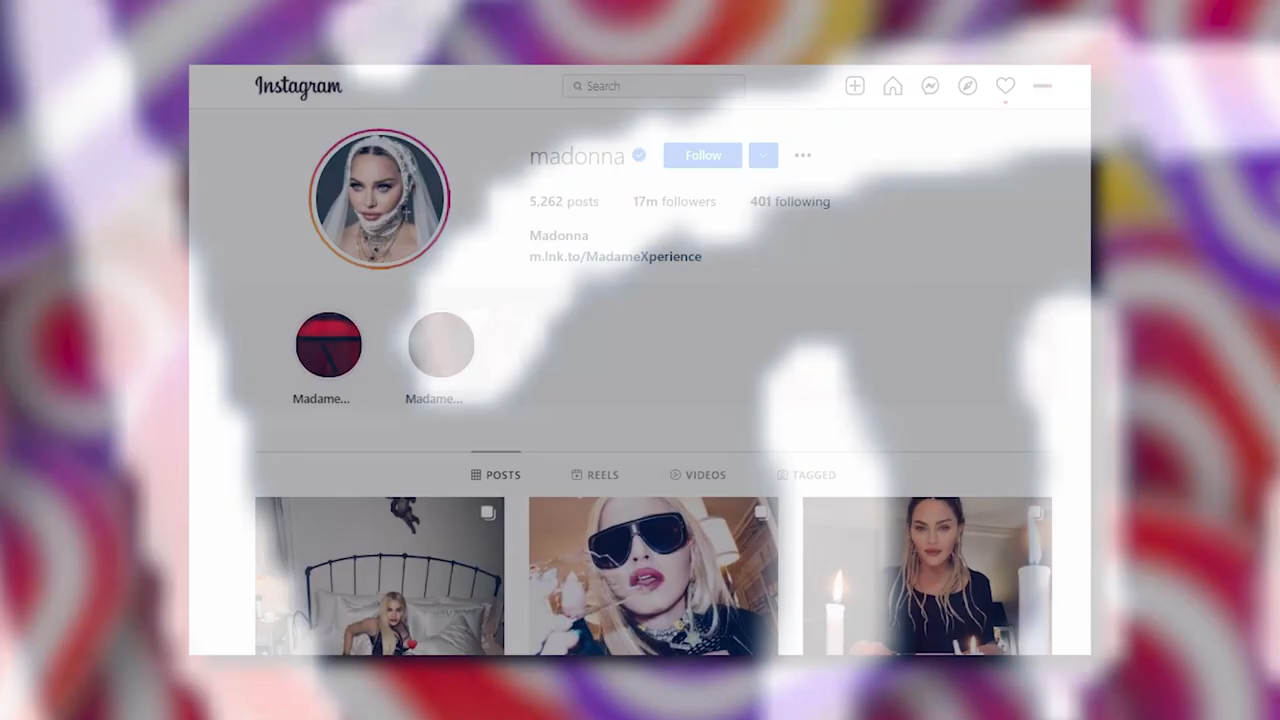 Instagram
Search
madonna Follow
5,262 posts 17m followers 401 following
Madonna
m.lnk.to/MadameXperience
Madame... Madame...
POSTS REELS VIDEOS TAGGED